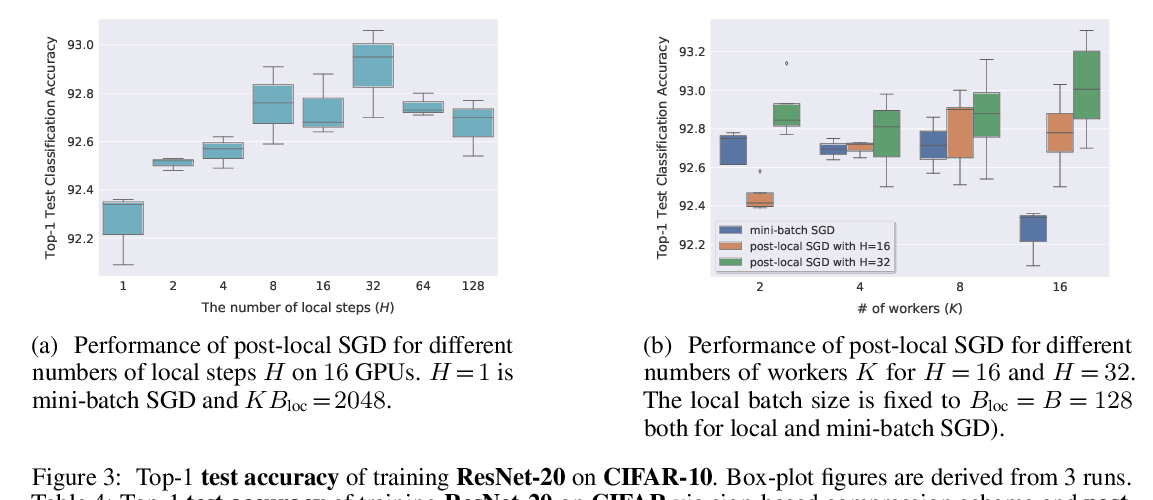 Top-1 Test Classification Accuracy
93.0
92.8
92.6
92.4
92.2
1 2 4 8 16 32 64 128
The number of local steps (H)
(a) Performance of post-local SGD for different
numbers of local steps H on 16 GPUs. H = 1 is
mini-batch SGD and KB_loc = 2048.
Top-1 Test Classification Accuracy
93.2
93.0
92.8
92.6
92.4
92.2
mini-batch SGD
post-local SGD with H=16
post-local SGD with H=32
2 4 8 16
# of workers (K)
(b) Performance of post-local SGD for different
numbers of workers K for H = 16 and H = 32.
The local batch size is fixed to B_loc = B = 128
both for local and mini-batch SGD).
Figure 3: Top-1 test accuracy of training ResNet-20 on CIFAR-10. Box-plot figures are derived from 3 runs.